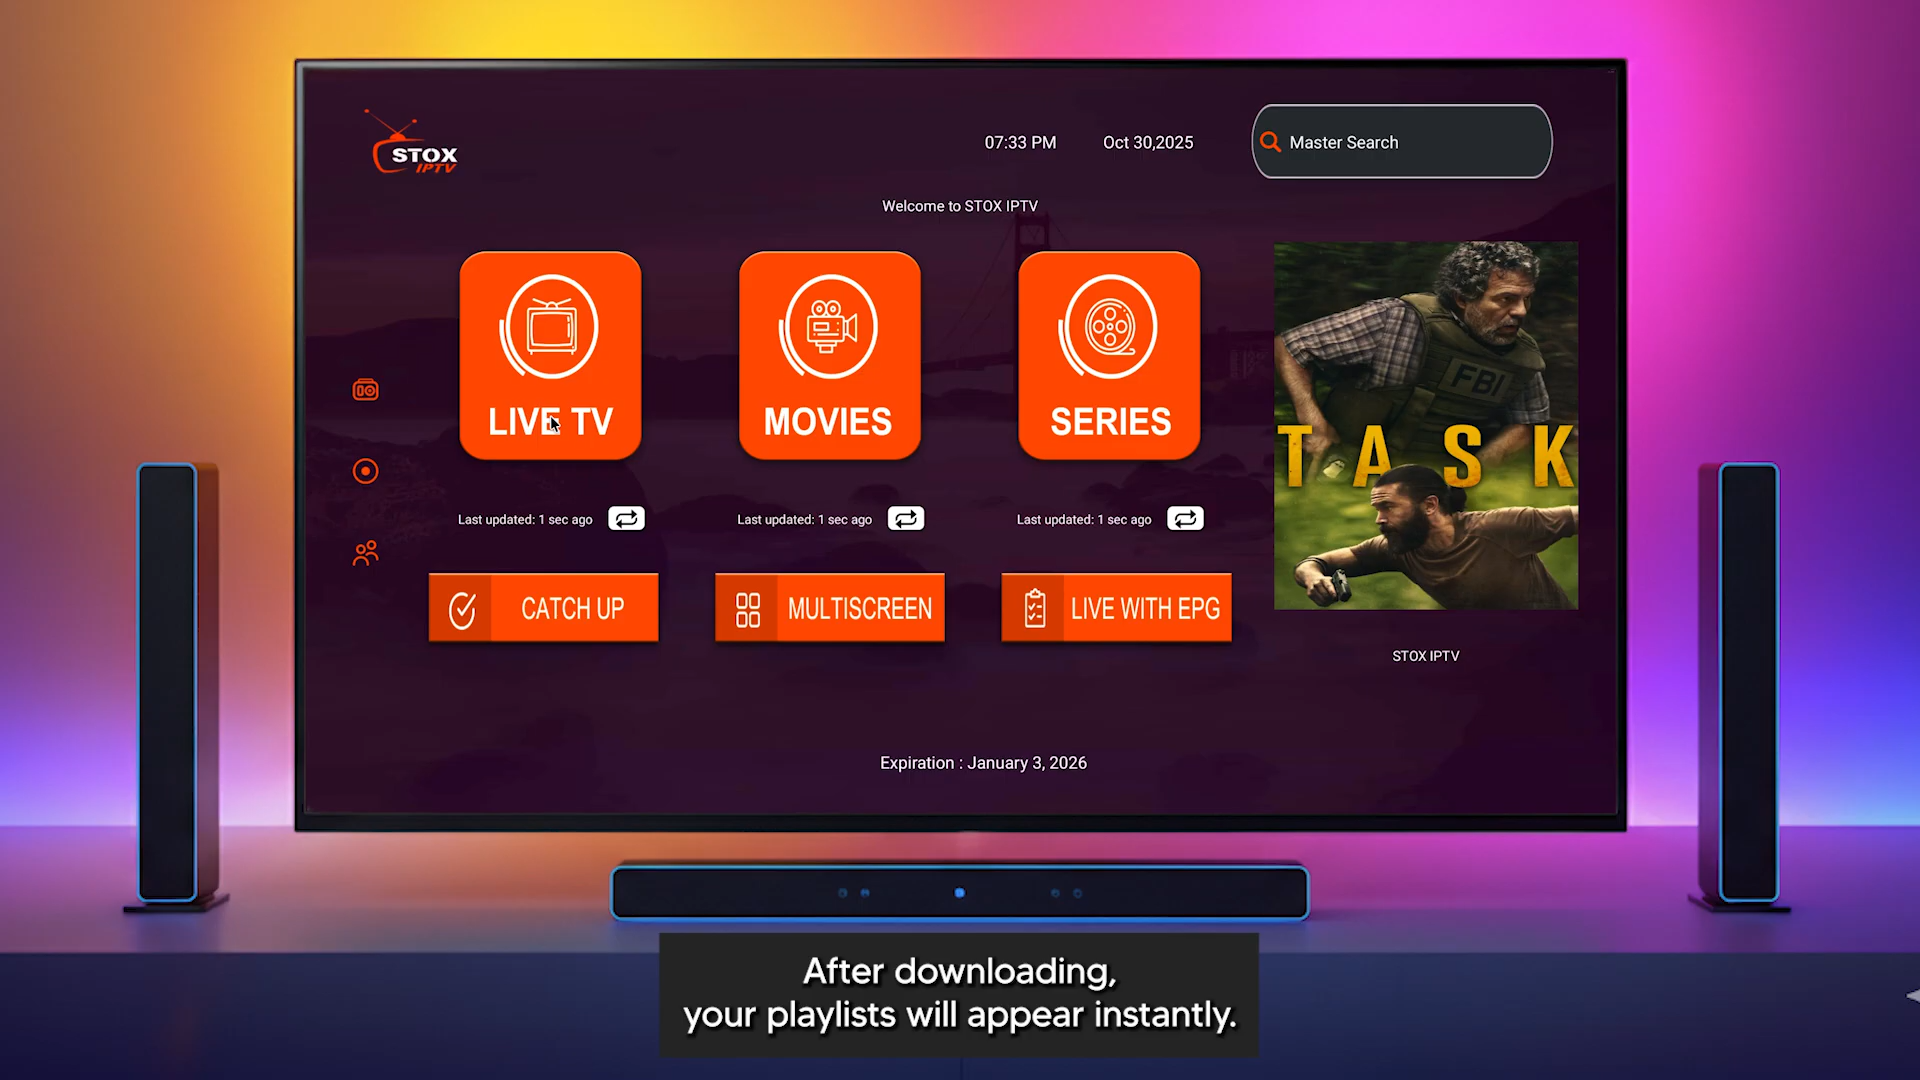 STOX
IPTV
07:33 PM
Oct 30,2025
Master Search
Welcome to STOX IPTV
LIVE TV
MOVIES
SERIES
FBI
TASK
Last updated: 1 sec ago
Last updated: 1 sec ago
Last updated: 1 sec ago
CATCH UP
MULTISCREEN
LIVE WITH EPG
STOX IPTV
Expiration : January 3, 2026
After downloading,
your playlists will appear instantly.